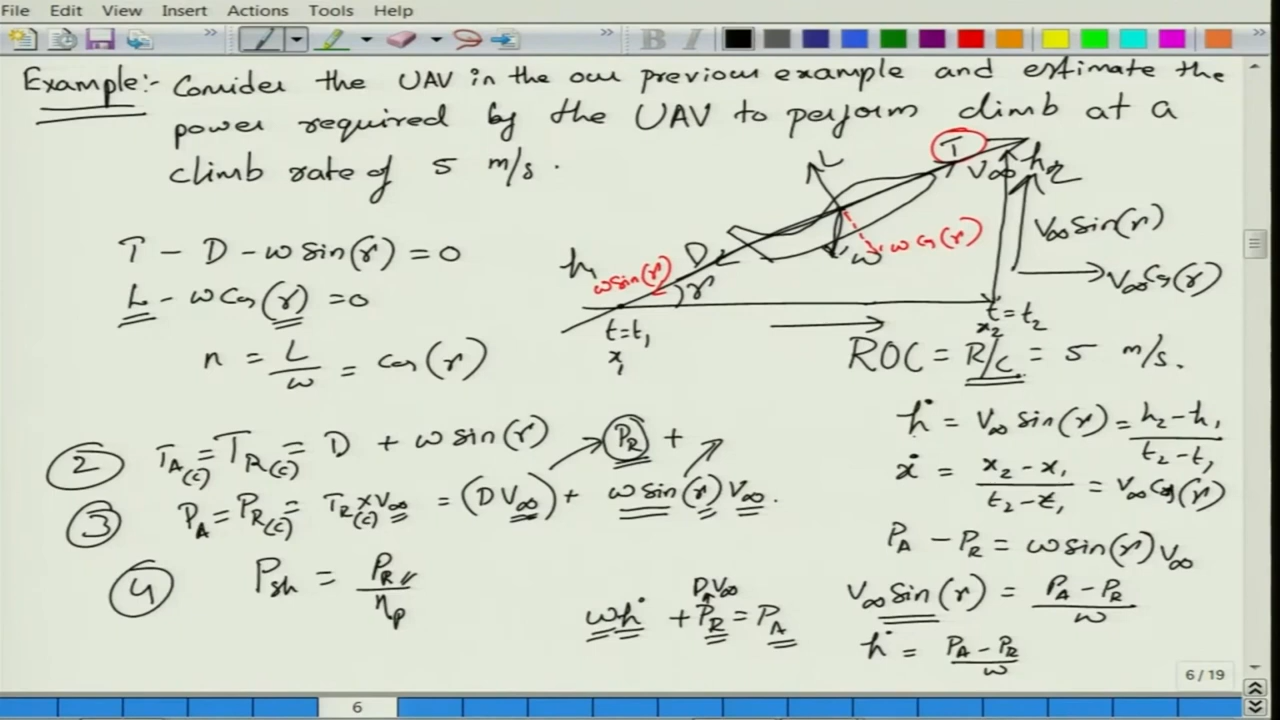 File Edit View Insert Actions Tools Help
Example:- Consider the UAV in the our previous example and estimate the
power required by the UAV to perform climb at a
climb rate of 5 m/s.
T - D - w sin(γ) = 0
L - w cos(γ) = 0
n = L/w = cos(γ)
T
V∞
h2
L
V∞ sin(γ)
w cos(γ)
w
D
h1
w sin(γ)
γ
V∞ cos(γ)
t=t1
x1
t=t2
x2
ROC = R/C = 5 m/s.
ḣ = V∞ sin(γ) = (h2 - h1)/(t2 - t1)
ẋ = (x2 - x1)/(t2 - t1) = V∞ cos(γ)
② TA(c) = TR(c) = D + w sin(γ)
PR +
③ PA = PR(c) = TR(c) x V∞ = (DV∞) + w sin(γ) V∞.
PA - PR = w sin(γ) V∞
④ Psh = PR/ηp
V∞ sin(γ) = (PA - PR)/w
DV∞
wḣ + PR = PA
ḣ = (PA - PR)/w
6/19
6